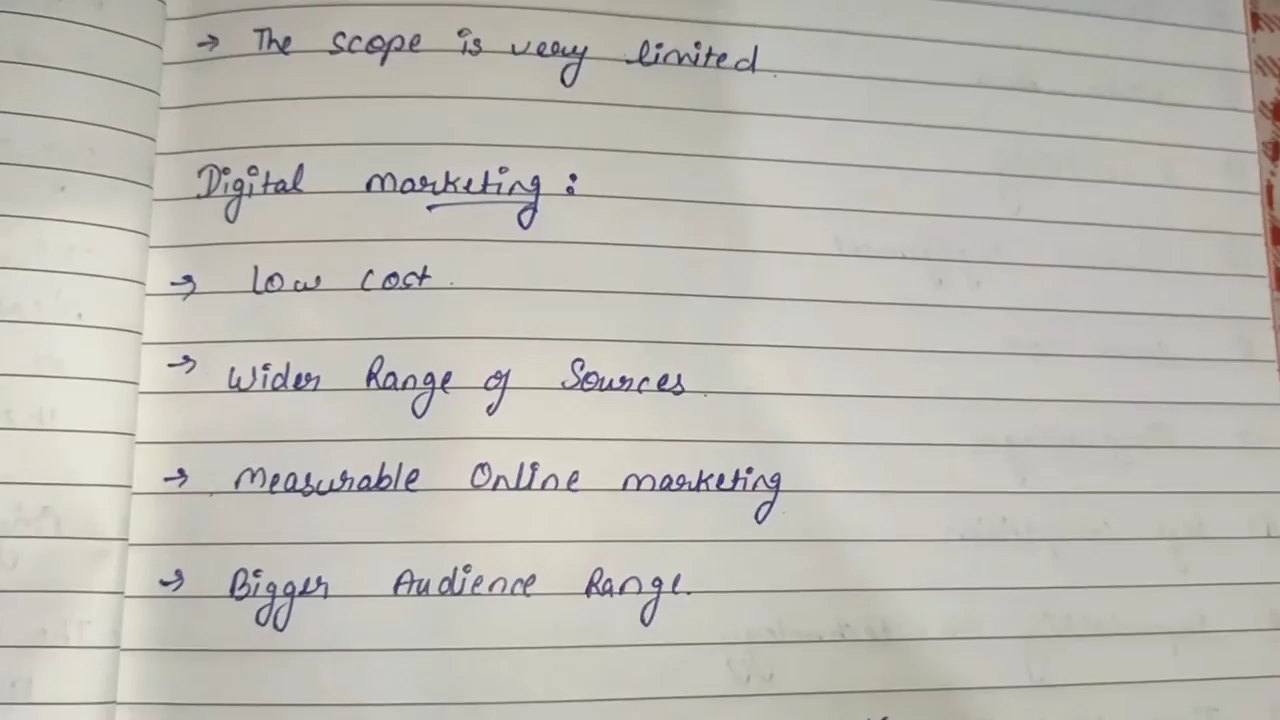 → The scope is very limited.
Digital marketing :
→ Low cost.
→ Wider Range of Sources.
→ Measurable Online marketing
→ Bigger Audience Range.